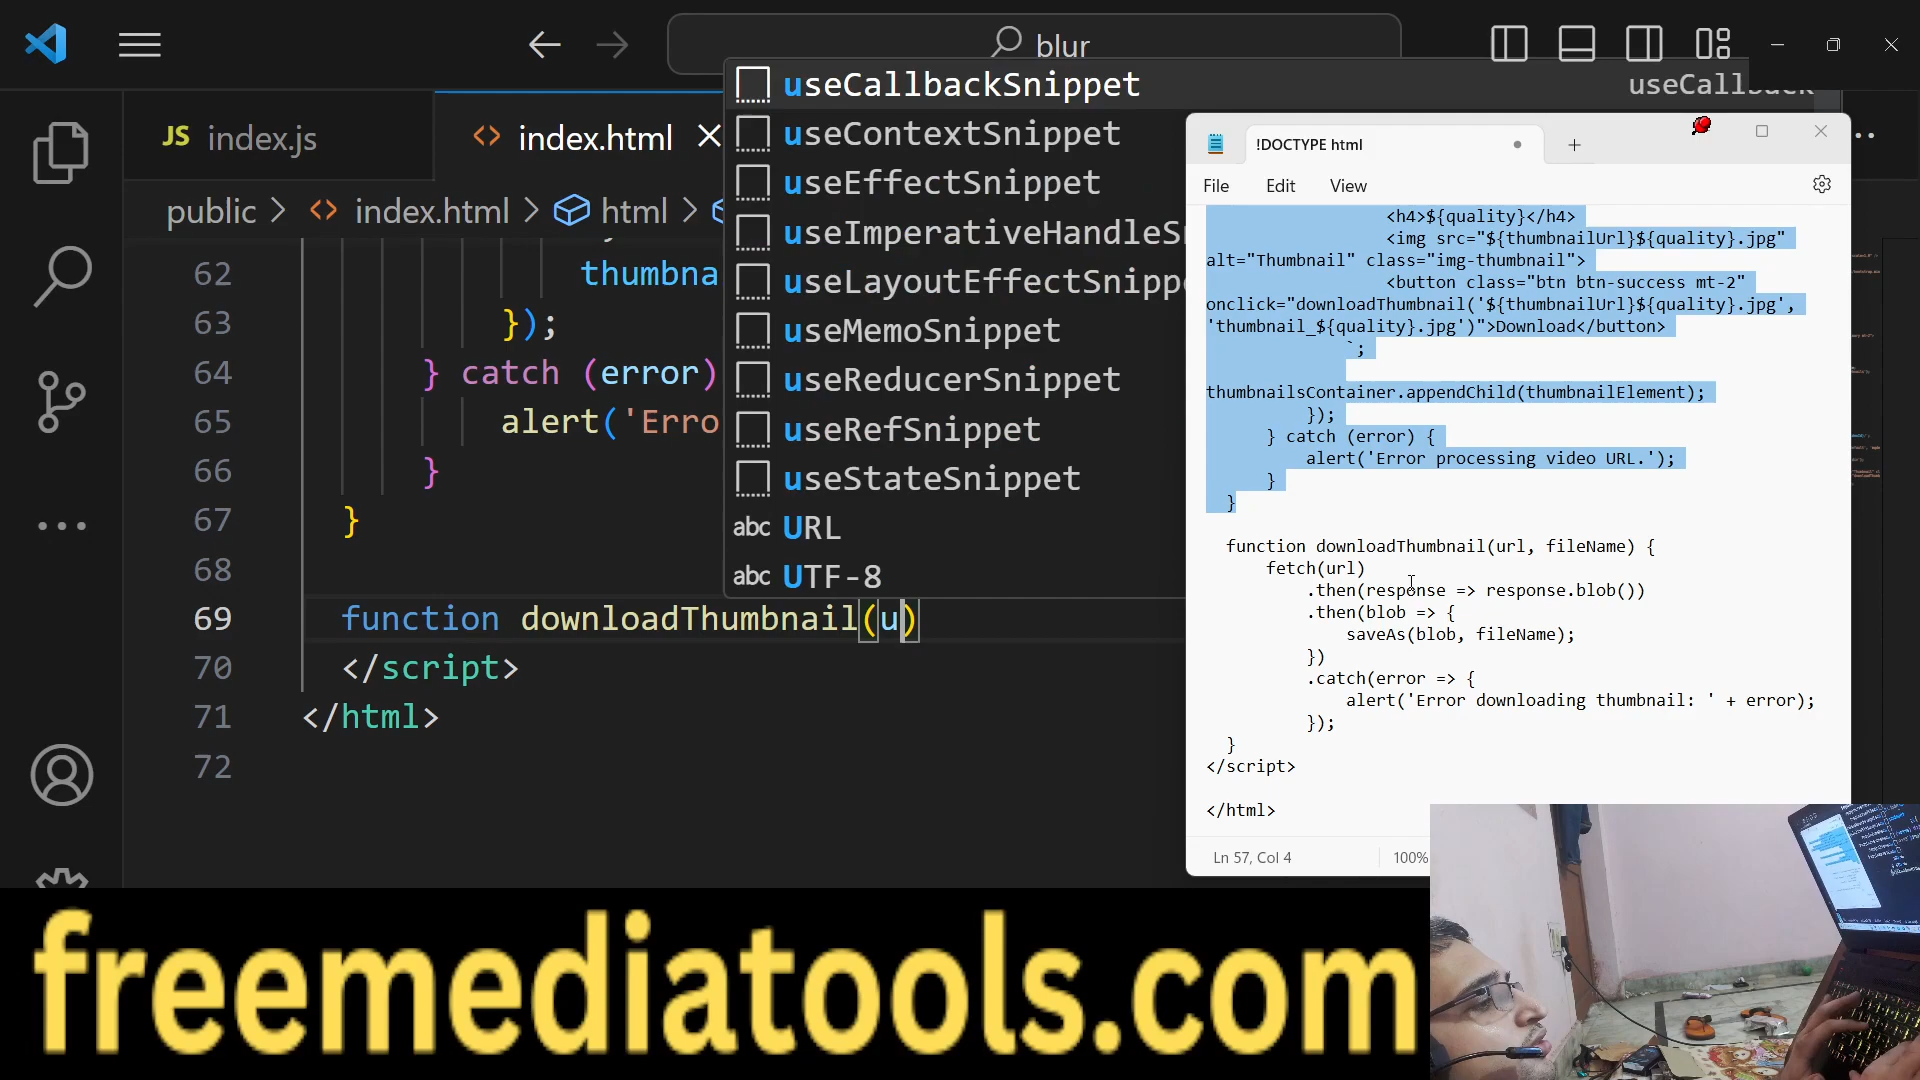 blur
JS index.js
<> index.html
public > <> index.html > html >
62 thumbna
63 });
64 } catch (error)
65 alert('Erro
66 }
67 }
68
69 function downloadThumbnail(u)
70 </script>
71 </html>
72
useCallbackSnippet useCallback
useContextSnippet
useEffectSnippet
useImperativeHandleSn
useLayoutEffectSnipp
useMemoSnippet
useReducerSnippet
useRefSnippet
useStateSnippet
abc URL
abc UTF-8
!DOCTYPE html
File Edit View
<h4>${quality}</h4>
<img src="${thumbnailUrl}${quality}.jpg"
alt="Thumbnail" class="img-thumbnail">
<button class="btn btn-success mt-2"
onclick="downloadThumbnail('${thumbnailUrl}${quality}.jpg',
'thumbnail_${quality}.jpg')">Download</button>
`;
thumbnailsContainer.appendChild(thumbnailElement);
});
} catch (error) {
alert('Error processing video URL.');
}
}
function downloadThumbnail(url, fileName) {
fetch(url)
.then(response => response.blob())
.then(blob => {
saveAs(blob, fileName);
})
.catch(error => {
alert('Error downloading thumbnail: ' + error);
});
}
</script>
</html>
Ln 57, Col 4 100%
freemediatools.com